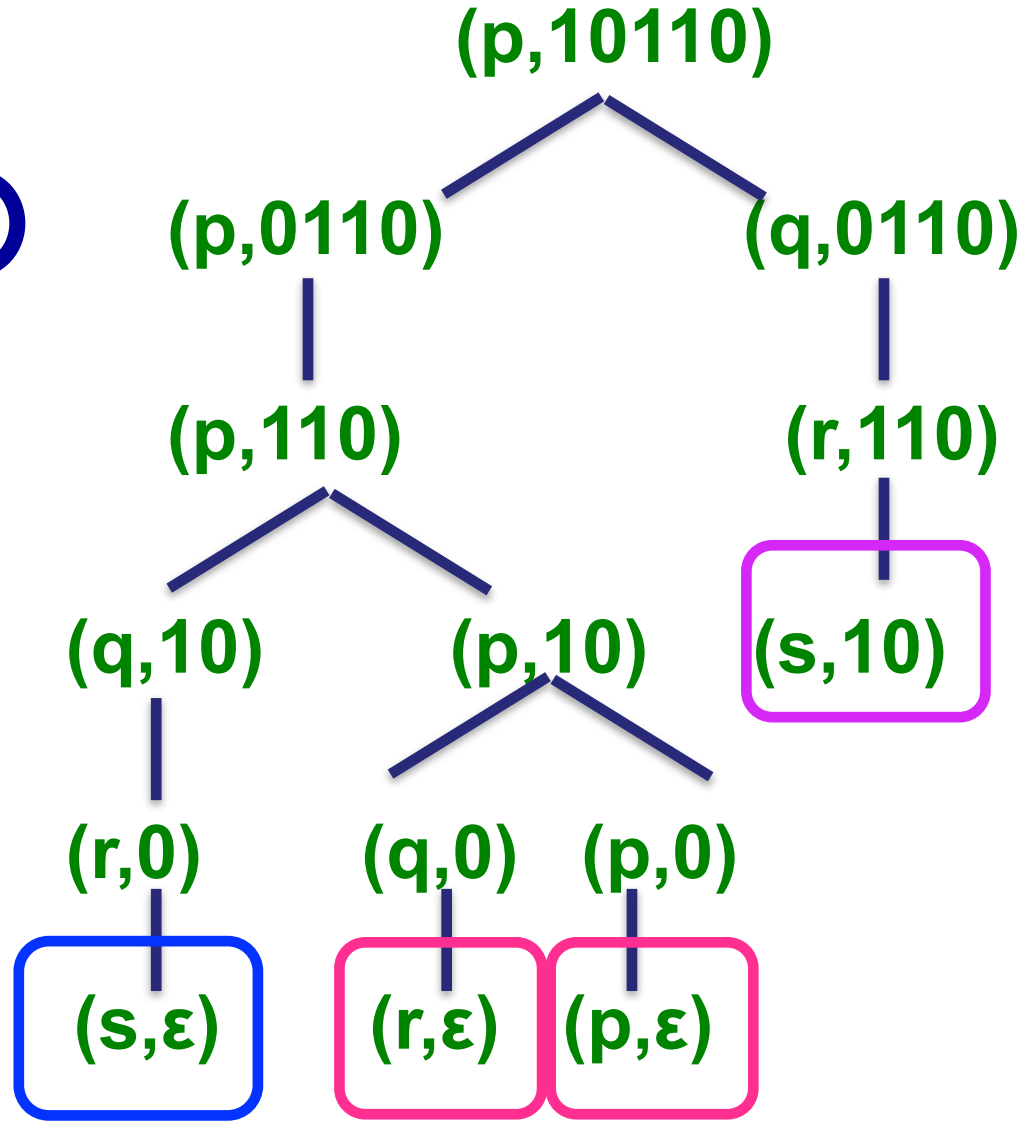 (p,10110)
(p,0110) (q,0110)
(p,110) (r,110)
(q,10) (p,10) (s,10)
(r,0) (q,0) (p,0)
(s,ε) (r,ε) (p,ε)